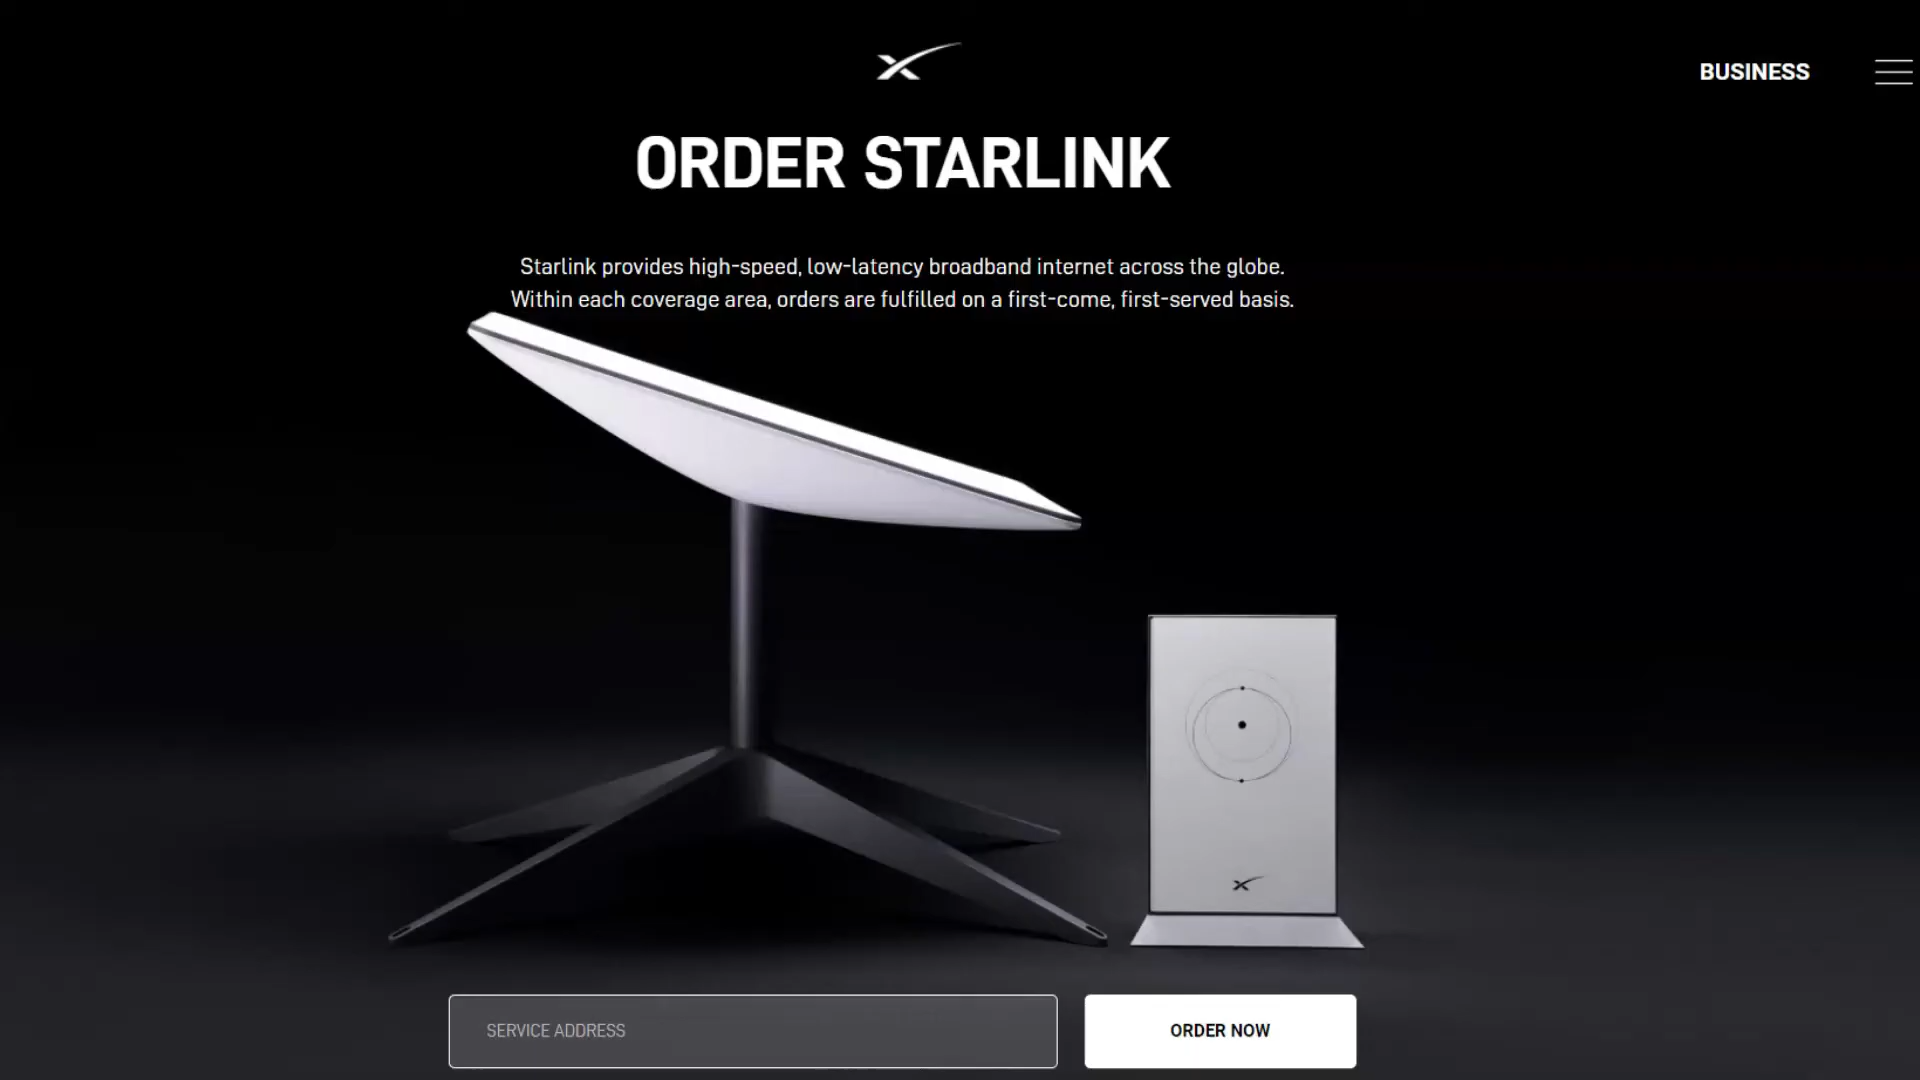 BUSINESS
ORDER STARLINK
Starlink provides high-speed, low-latency broadband internet across the globe.
Within each coverage area, orders are fulfilled on a first-come, first-served basis.
SERVICE ADDRESS
ORDER NOW